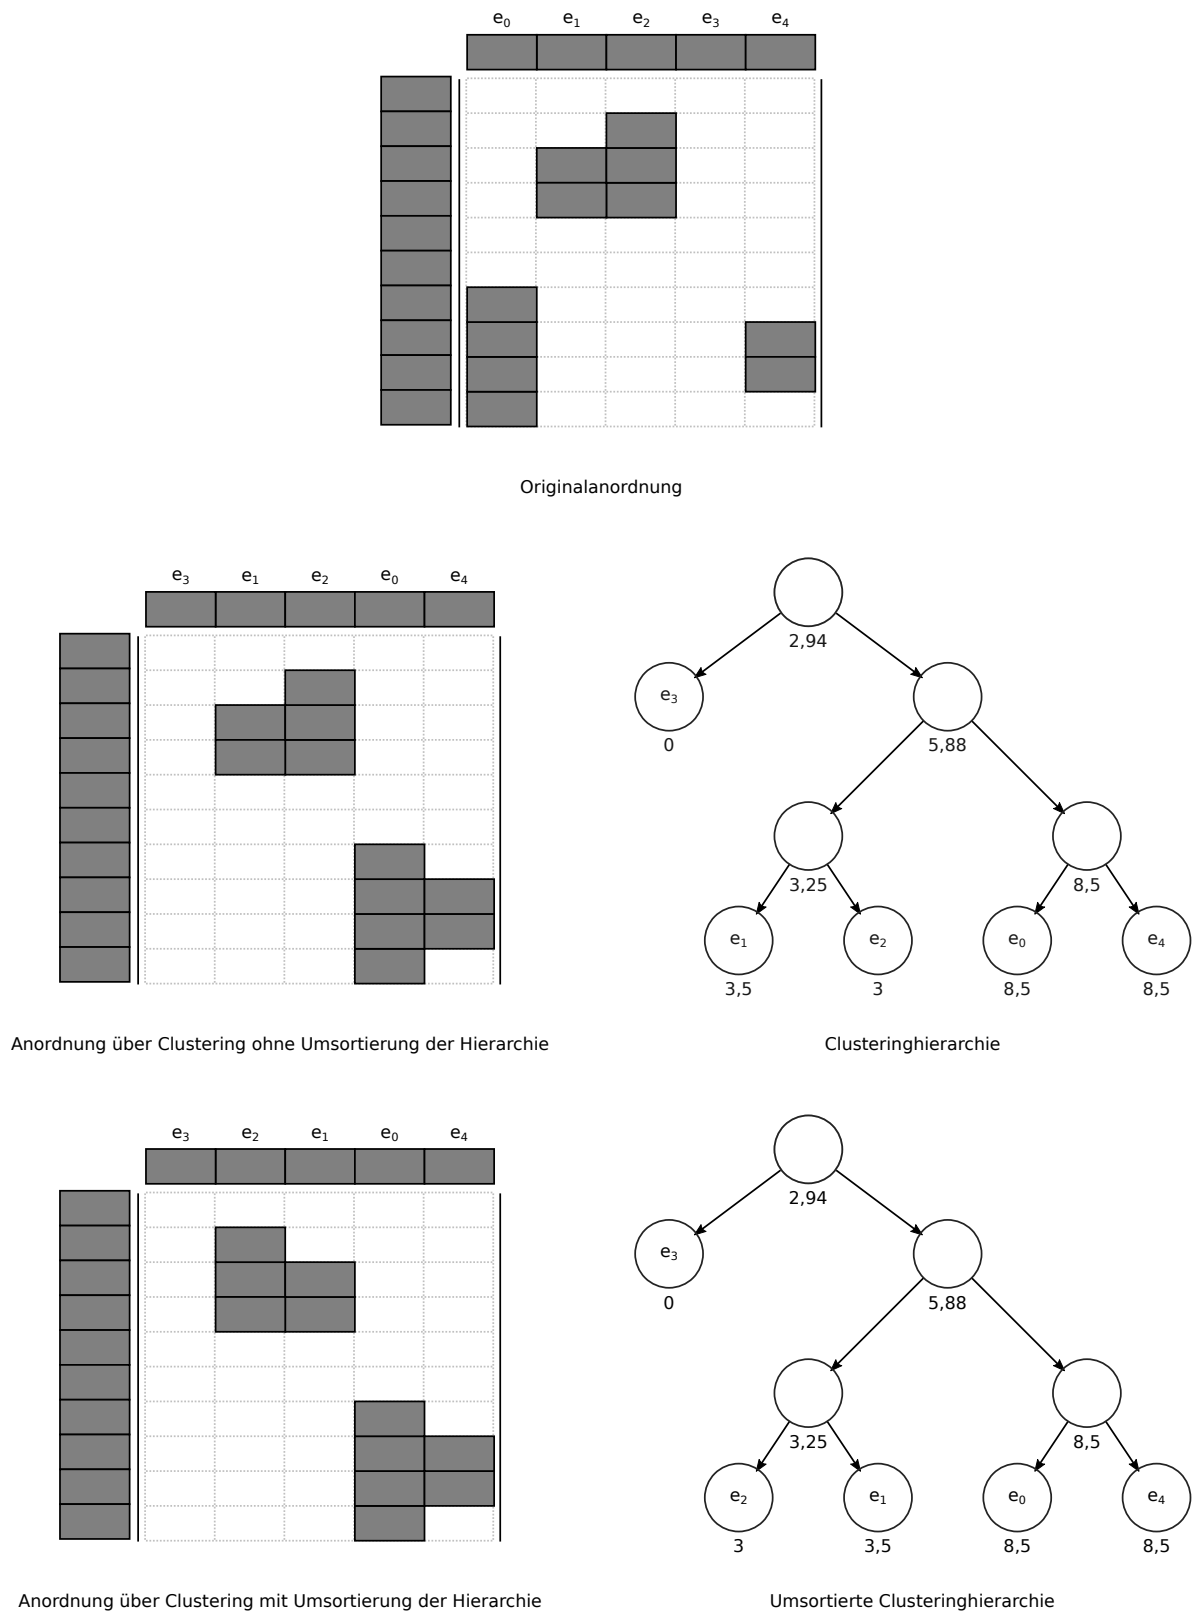 e₀ e₁ e₂ e₃ e₄
Originalanordnung
e₃ e₁ e₂ e₀ e₄
2,94
e₃
0
5,88
3,25
8,5
e₁ e₂ e₀ e₄
3,5 3 8,5 8,5
Anordnung über Clustering ohne Umsortierung der Hierarchie
Clusteringhierarchie
e₃ e₂ e₁ e₀ e₄
2,94
e₃
0
5,88
3,25
8,5
e₂ e₁ e₀ e₄
3 3,5 8,5 8,5
Anordnung über Clustering mit Umsortierung der Hierarchie
Umsortierte Clusteringhierarchie